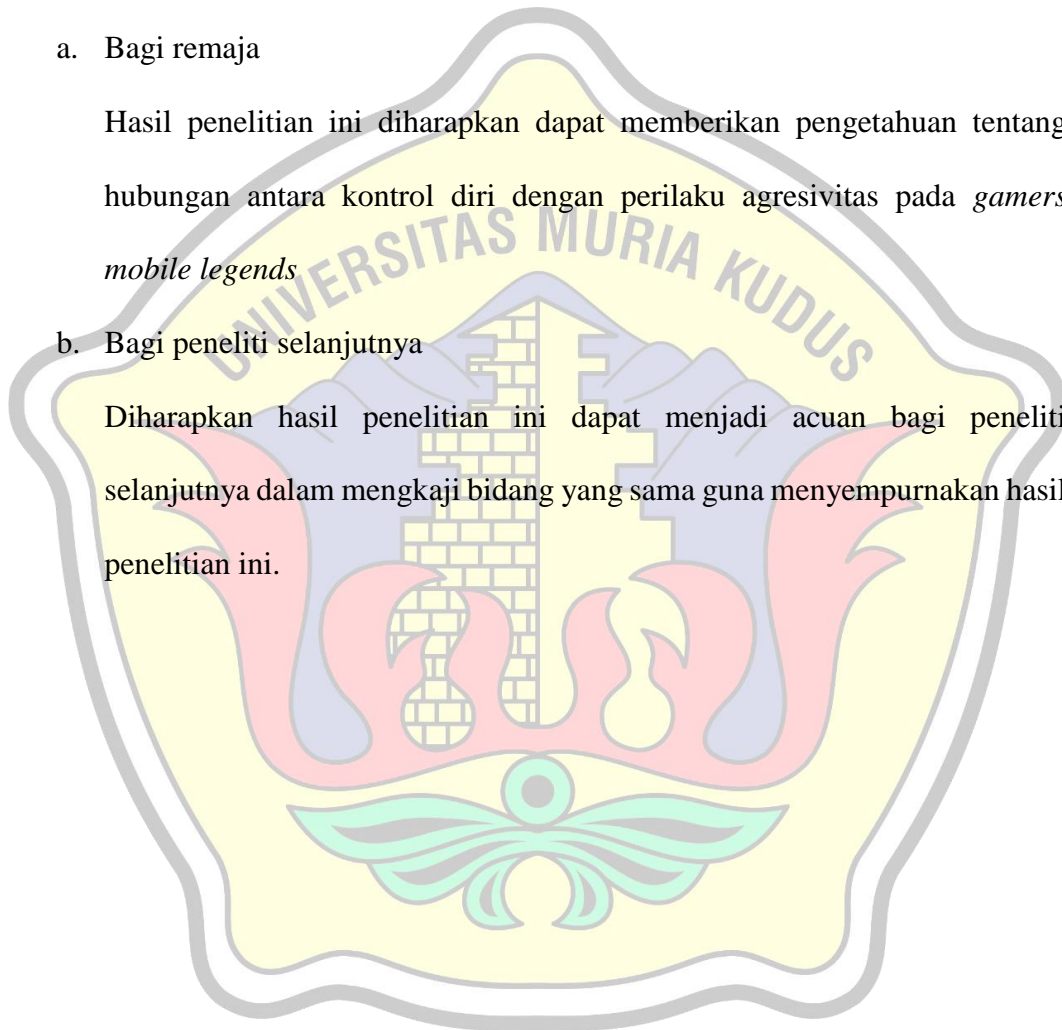 a. Bagi remaja
Hasil penelitian ini diharapkan dapat memberikan pengetahuan tentang
hubungan antara kontrol diri dengan perilaku agresivitas pada gamers
mobile legends
UNIVERSITAS MURIA KUDUS
b. Bagi peneliti selanjutnya
Diharapkan hasil penelitian ini dapat menjadi acuan bagi peneliti
selanjutnya dalam mengkaji bidang yang sama guna menyempurnakan hasil
penelitian ini.